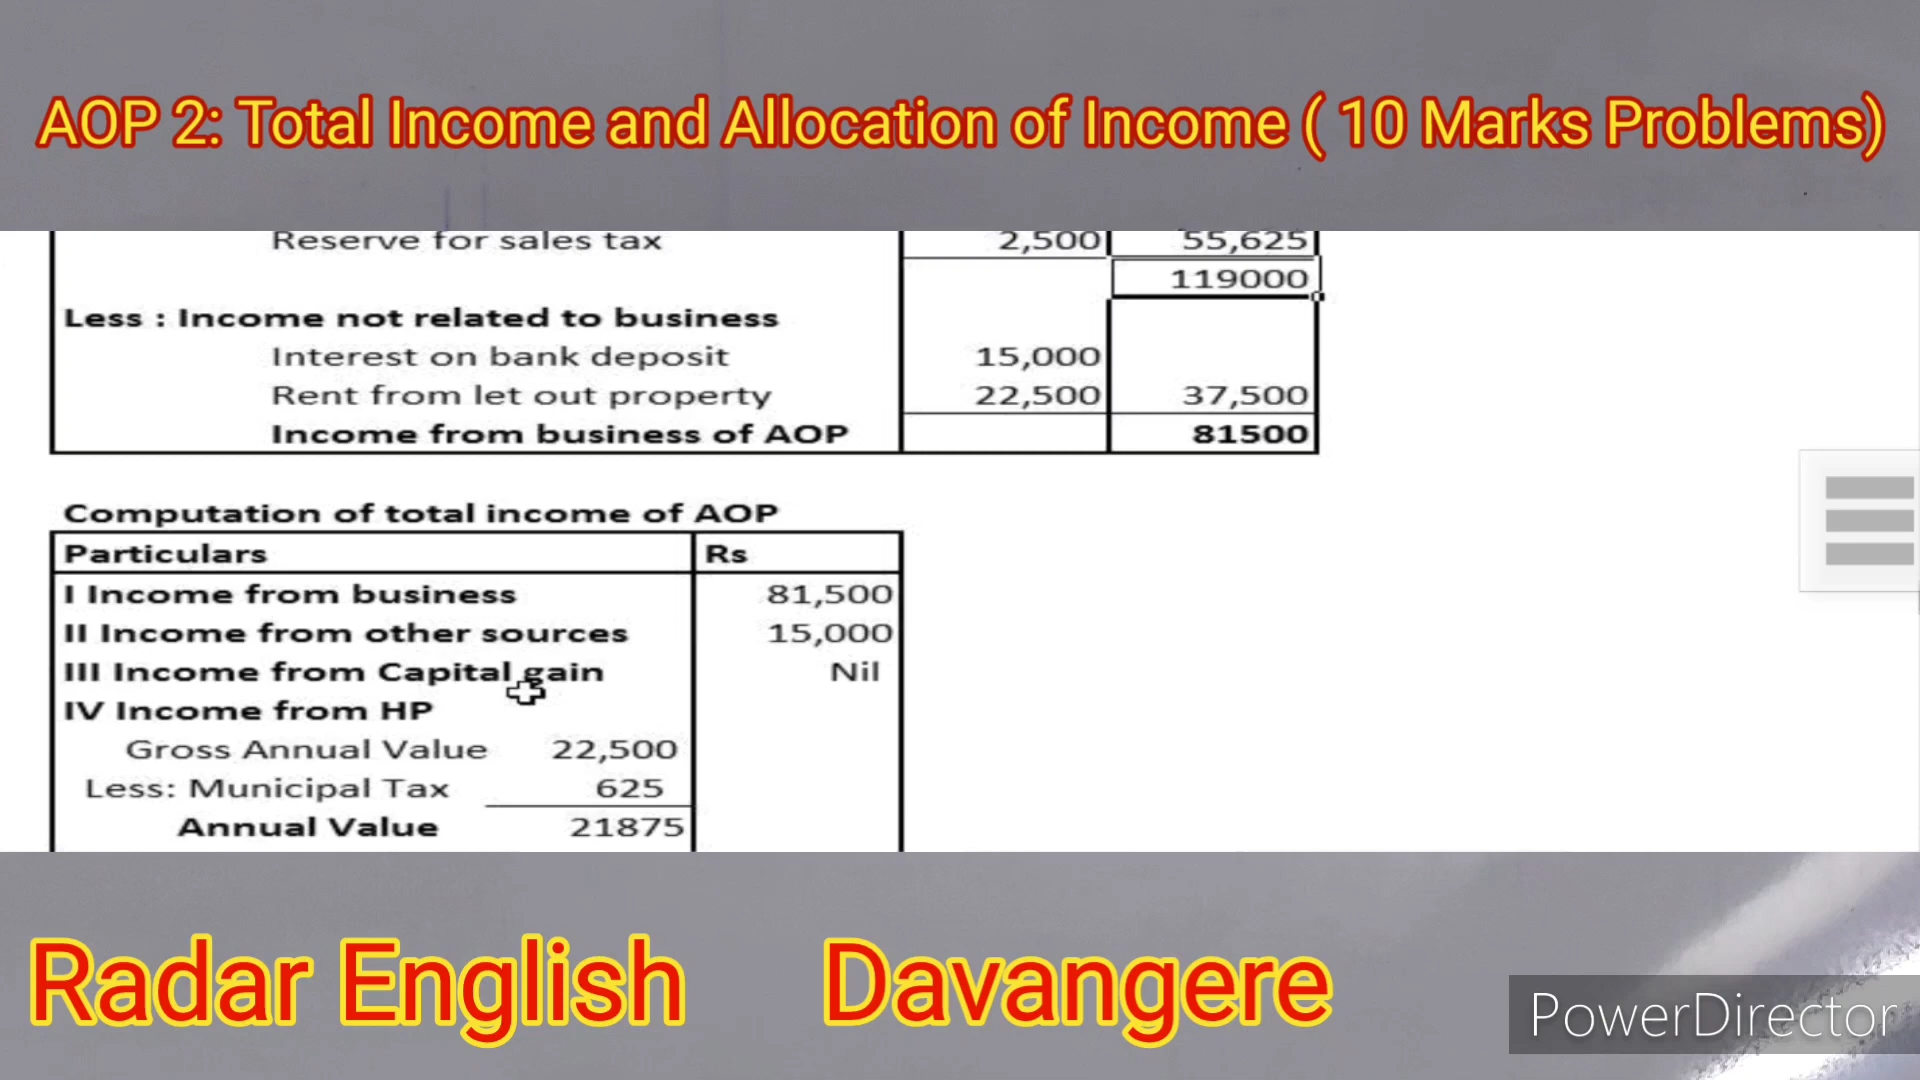 AOP 2: Total Income and Allocation of Income ( 10 Marks Problems)
Reserve for sales tax 2,500 55,625
119000
Less : Income not related to business
Interest on bank deposit 15,000
Rent from let out property 22,500 37,500
Income from business of AOP 81500
Computation of total income of AOP
Particulars Rs
I Income from business 81,500
II Income from other sources 15,000
III Income from Capital gain Nil
IV Income from HP
Gross Annual Value 22,500
Less: Municipal Tax 625
Annual Value 21875
Radar English Davangere
PowerDirector